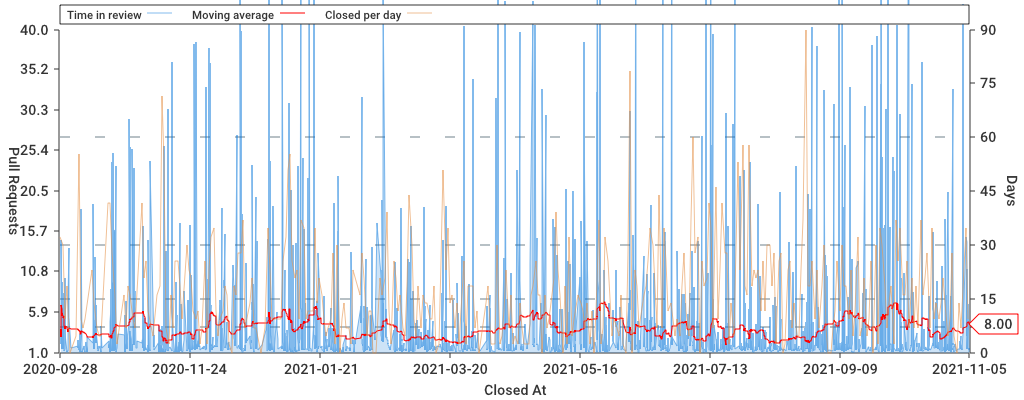 Time in review Moving average Closed per day
40.0 90
35.2 75
30.3
60
25.4
20.5 45
15.7 30
10.8
15
5.9
8.00
1.0 0
Pull Requests
Days
2020-09-28 2020-11-24 2021-01-21 2021-03-20 2021-05-16 2021-07-13 2021-09-09 2021-11-05
Closed At